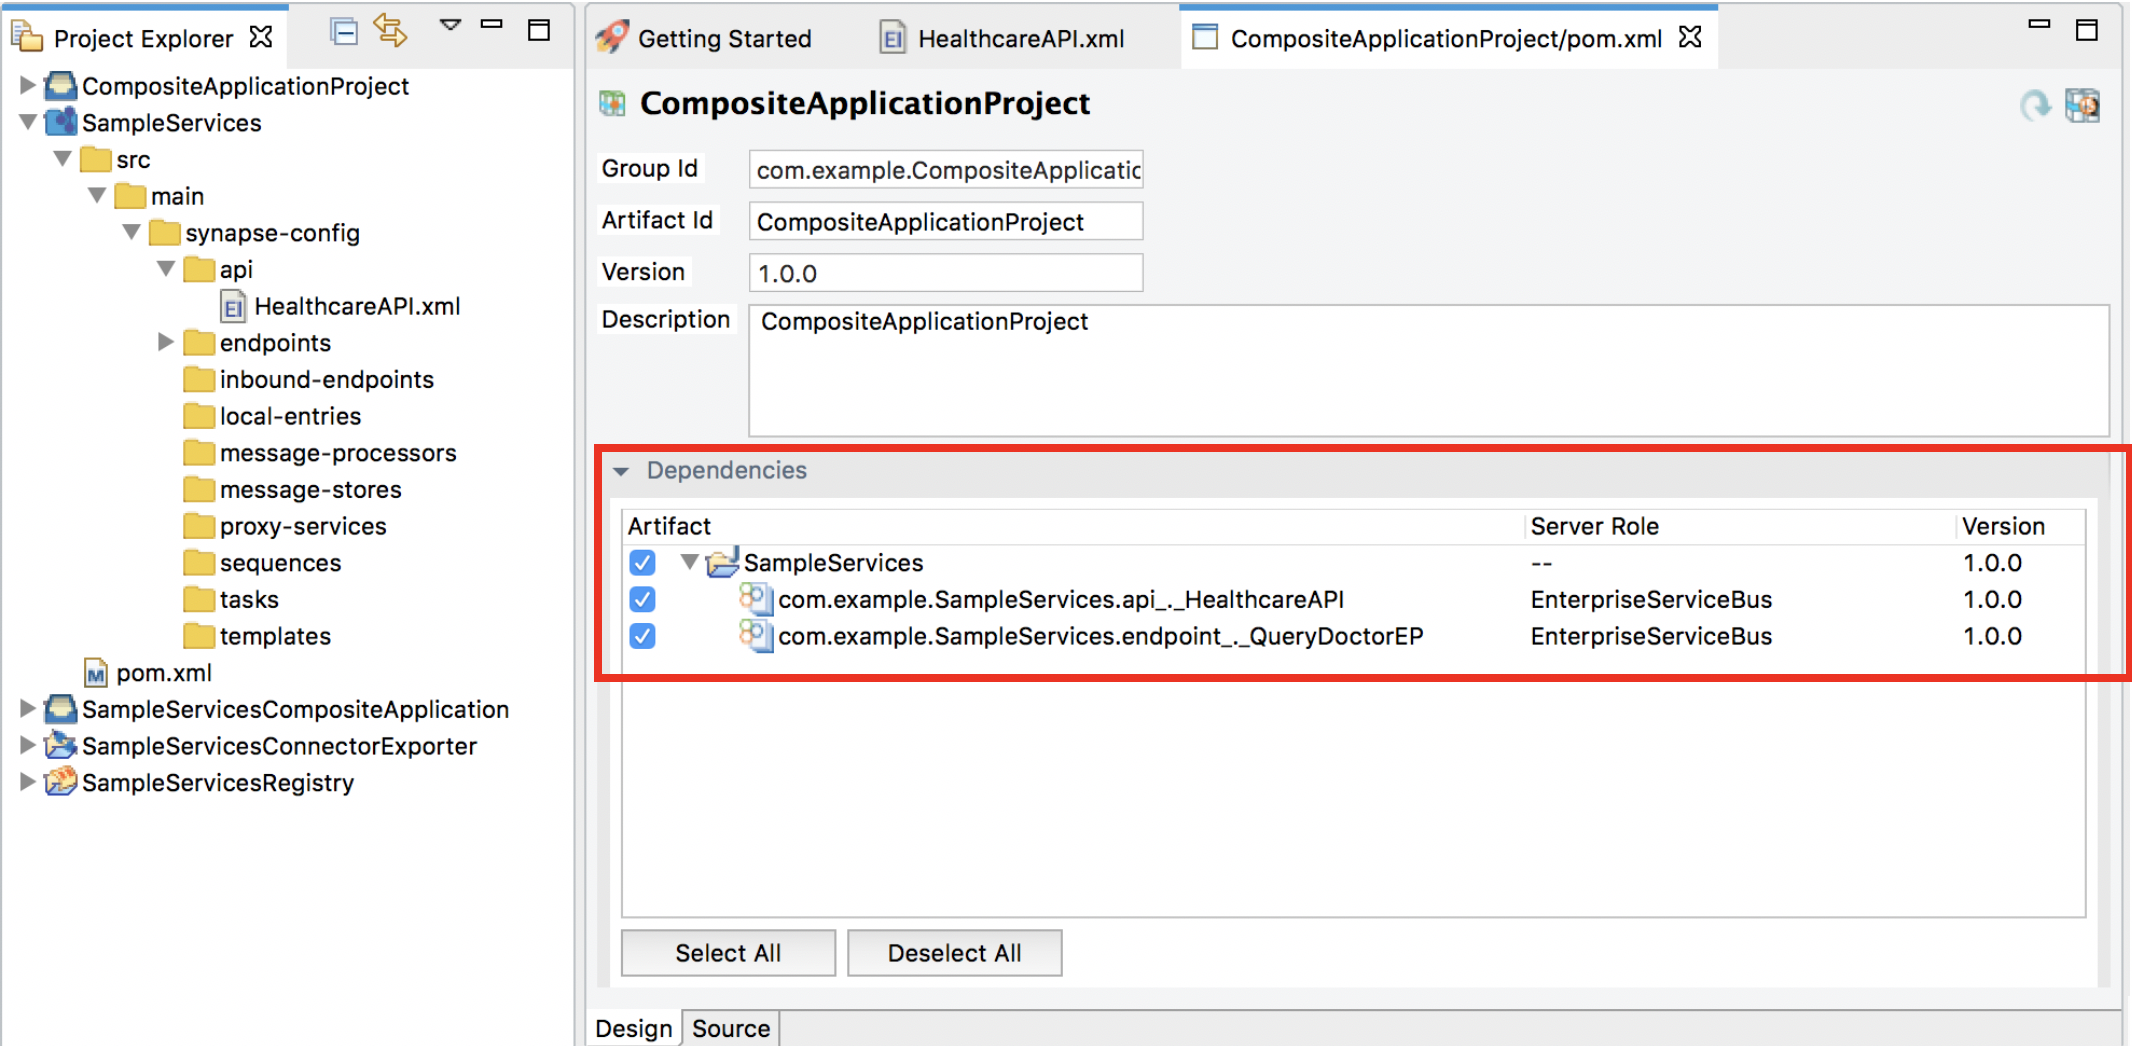 Project Explorer
CompositeApplicationProject
SampleServices
src
main
synapse-config
api
HealthcareAPI.xml
endpoints
inbound-endpoints
local-entries
message-processors
message-stores
proxy-services
sequences
tasks
templates
pom.xml
SampleServicesCompositeApplication
SampleServicesConnectorExporter
SampleServicesRegistry
Getting Started HealthcareAPI.xml CompositeApplicationProject/pom.xml
CompositeApplicationProject
Group Id com.example.CompositeApplicatic
Artifact Id CompositeApplicationProject
Version 1.0.0
Description CompositeApplicationProject
Dependencies
Artifact Server Role Version
SampleServices -- 1.0.0
com.example.SampleServices.api_._HealthcareAPI EnterpriseServiceBus 1.0.0
com.example.SampleServices.endpoint_._QueryDoctorEP EnterpriseServiceBus 1.0.0
Select All Deselect All
Design Source